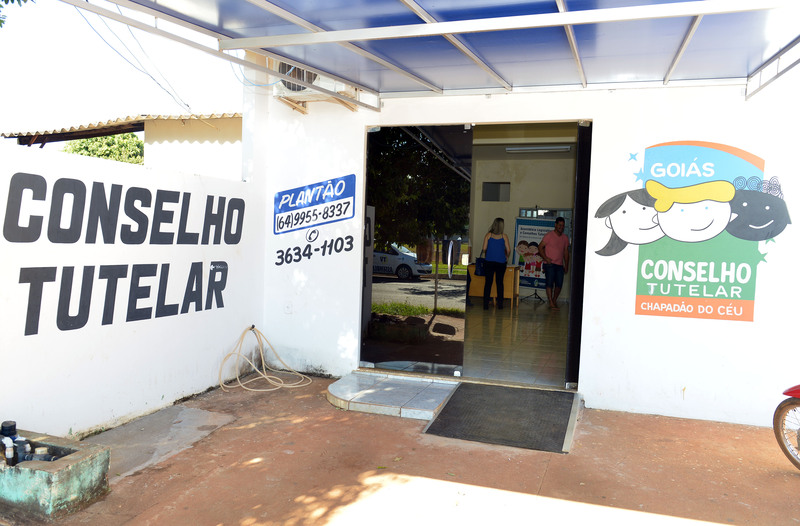 CONSELHO
TUTELAR
PLANTÃO
(64)9955-8337
3634-1103
GOIÁS
CONSELHO
TUTELAR
CHAPADÃO DO CÉU